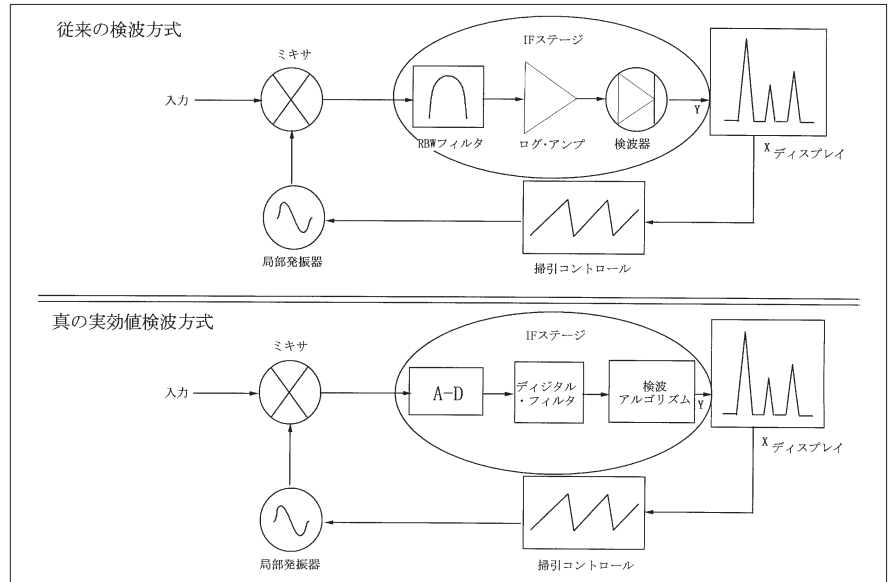 従来の検波方式
ミキサ
IFステージ
入力
RBWフィルタ
ログ・アンプ
検波器
Y
X
ディスプレイ
局部発振器
掃引コントロール
真の実効値検波方式
ミキサ
IFステージ
入力
A-D
ディジタル
・フィルタ
検波
アルゴリズム
Y
X
ディスプレイ
局部発振器
掃引コントロール